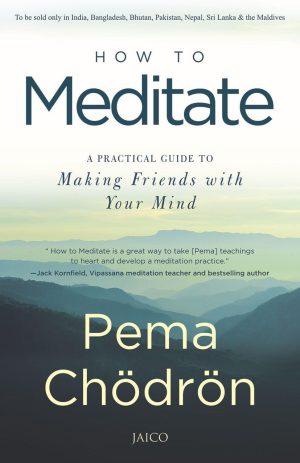 To be sold only in India, Bangladesh, Bhutan, Pakistan, Nepal, Sri Lanka & the Maldives
HOW TO
Meditate
A PRACTICAL GUIDE TO
Making Friends with
Your Mind
“ How to Meditate is a great way to take [Pema] teachings
to heart and develop a meditation practice.”
—Jack Kornfield, Vipassana meditation teacher and bestselling author
Pema
Chödrön
JAICO